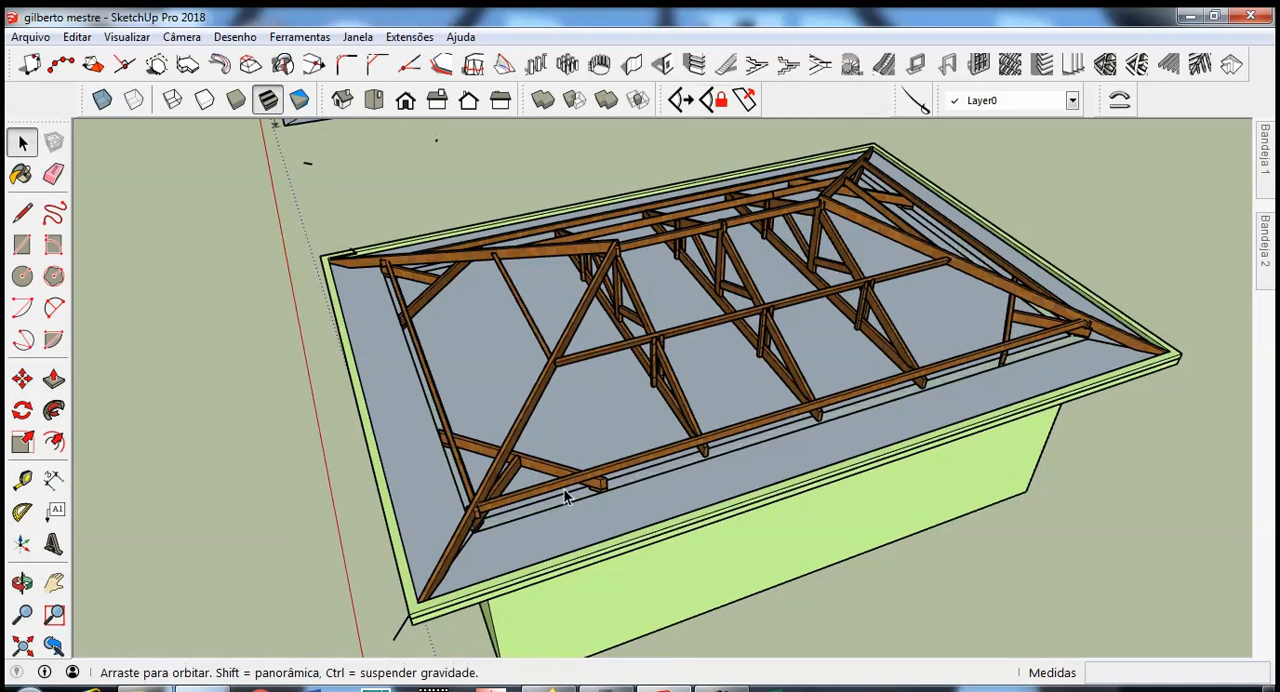 gilberto mestre - SketchUp Pro 2018
Arquivo Editar Visualizar Câmera Desenho Ferramentas Janela Extensões Ajuda
Layer0
Bandeja 1
Bandeja 2
A1
Arraste para orbitar. Shift = panorâmica, Ctrl = suspender gravidade.
Medidas